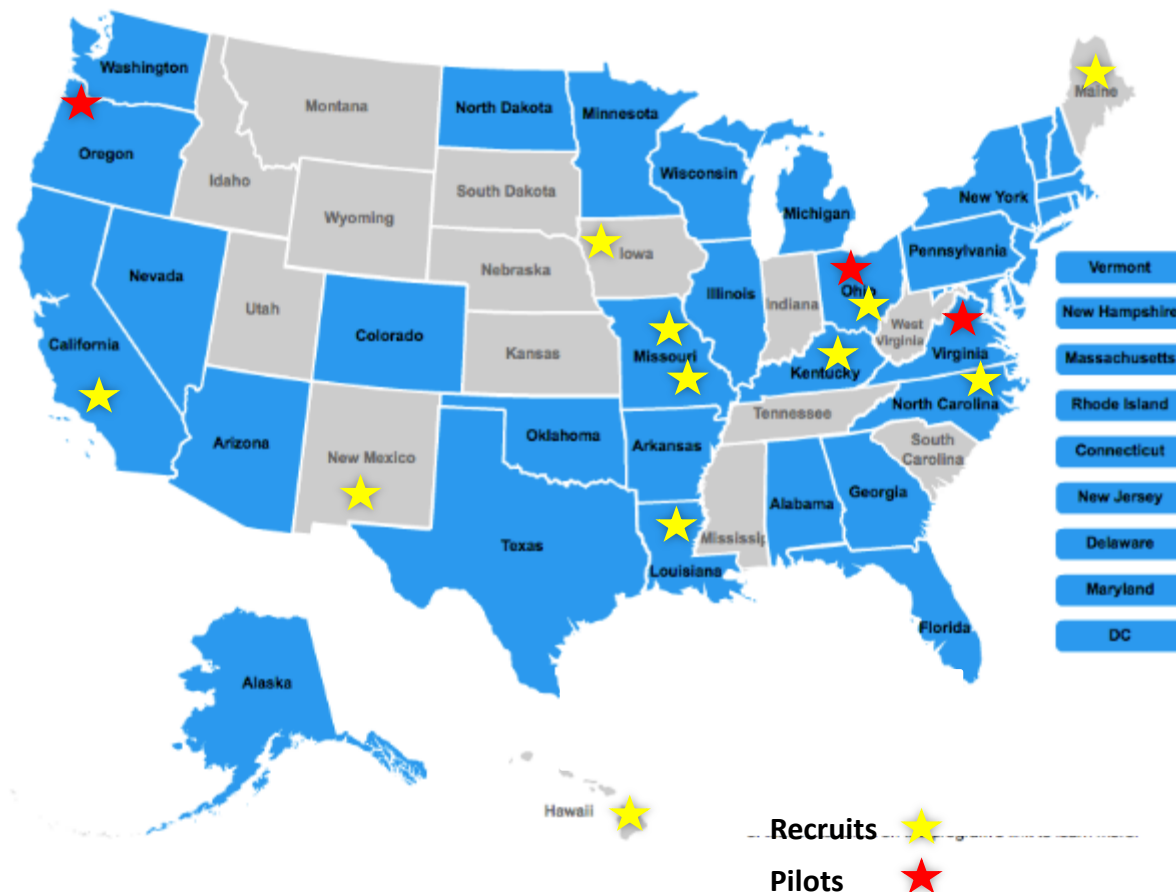 Washington
Montana
North Dakota
Minnesota
Maine
Oregon
Idaho
South Dakota
Wisconsin
New York
Wyoming
Michigan
Iowa
Pennsylvania
Nevada
Nebraska
Vermont
Utah
Illinois
Indiana
Ohio
New Hampshire
Colorado
West
Virginia
California
Kansas
Missouri
Virginia
Massachusetts
Kentucky
North Carolina
Rhode Island
Tennessee
Arizona
Oklahoma
Arkansas
South
Carolina
Connecticut
New Mexico
Alabama
Georgia
New Jersey
Texas
Mississip
Delaware
Louisiana
Maryland
Florida
DC
Alaska
Hawaii
Recruits
Pilots